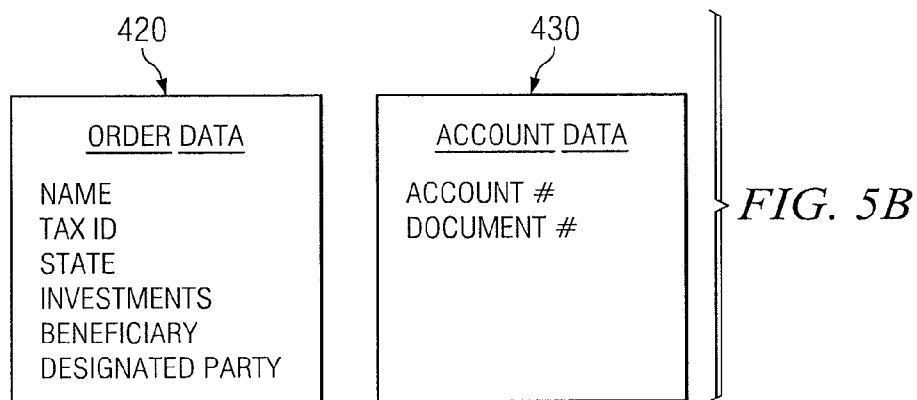 420
ORDER DATA
NAME
TAX ID
STATE
INVESTMENTS
BENEFICIARY
DESIGNATED PARTY
430
ACCOUNT DATA
ACCOUNT #
DOCUMENT #
FIG. 5B